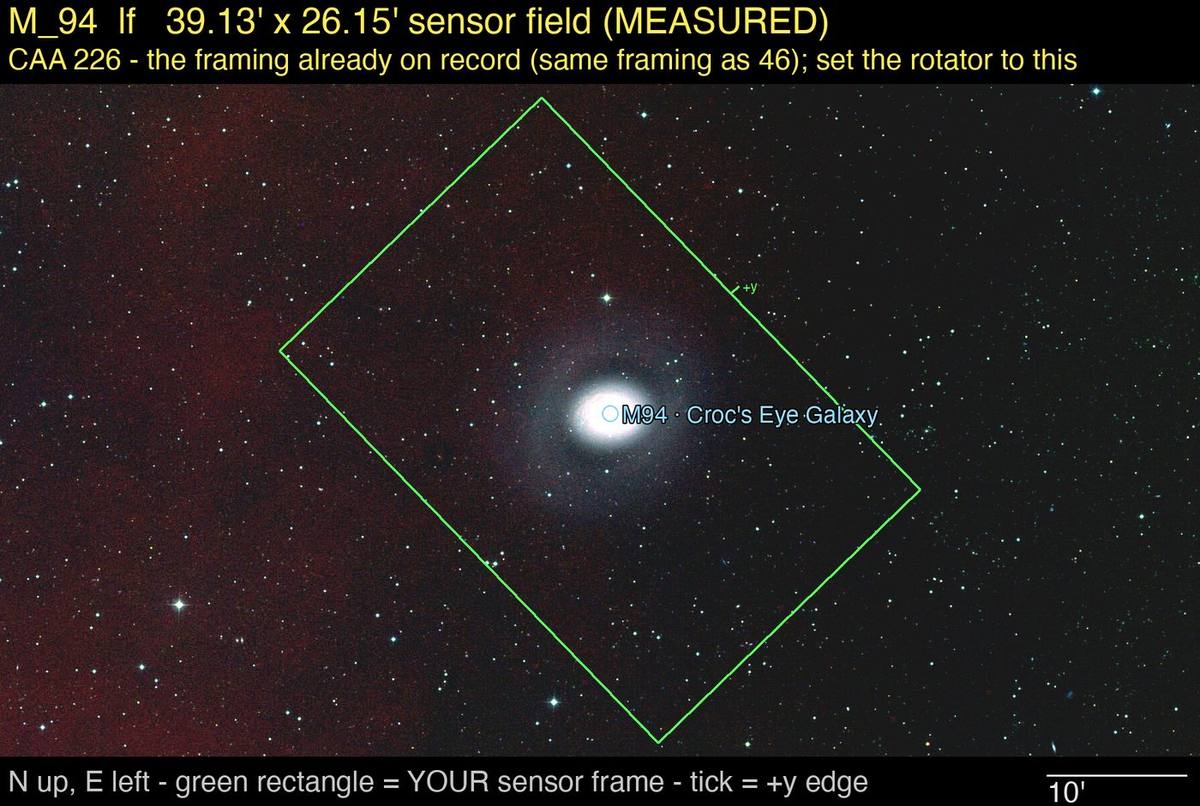 M_94 lf 39.13' x 26.15' sensor field (MEASURED)
CAA 226 - the framing already on record (same framing as 46); set the rotator to this
+y
M94 · Croc's Eye Galaxy
N up, E left - green rectangle = YOUR sensor frame - tick = +y edge
10'